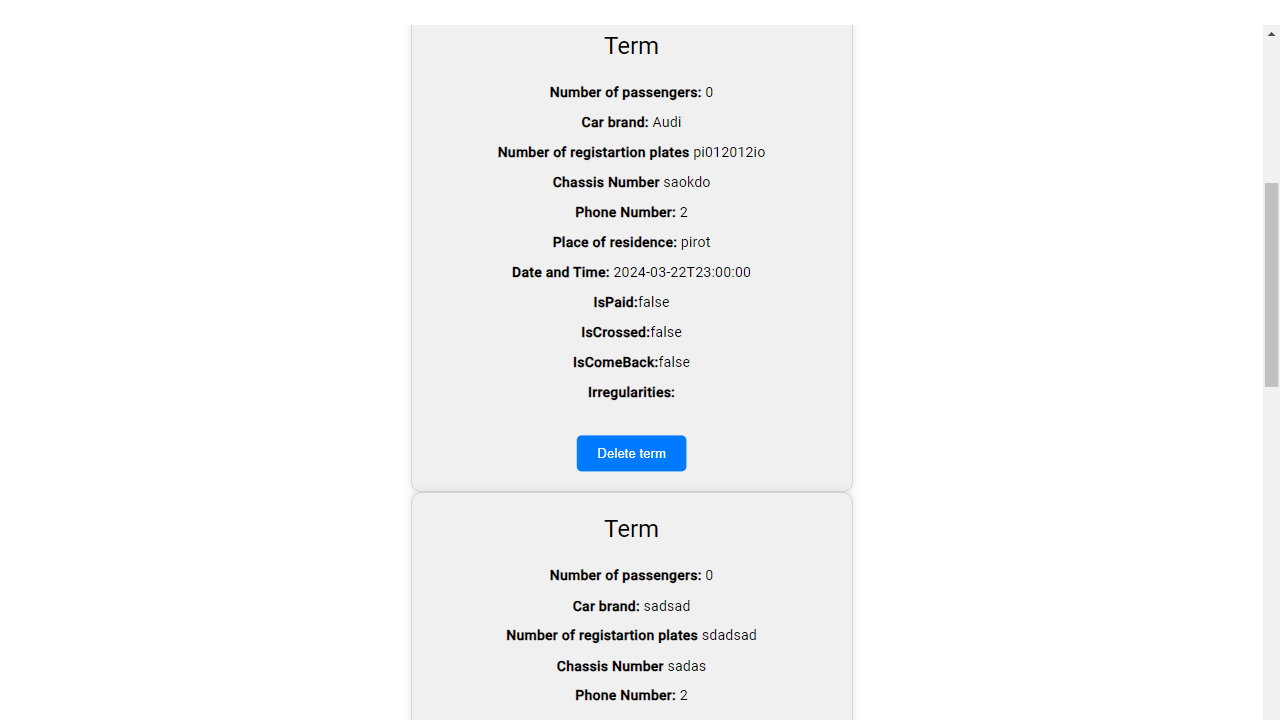 Term
Number of passengers: 0
Car brand: Audi
Number of registartion plates pi012012io
Chassis Number saokdo
Phone Number: 2
Place of residence: pirot
Date and Time: 2024-03-22T23:00:00
IsPaid:false
IsCrossed:false
IsComeBack:false
Irregularities:
Delete term
Term
Number of passengers: 0
Car brand: sadsad
Number of registartion plates sdadsad
Chassis Number sadas
Phone Number: 2